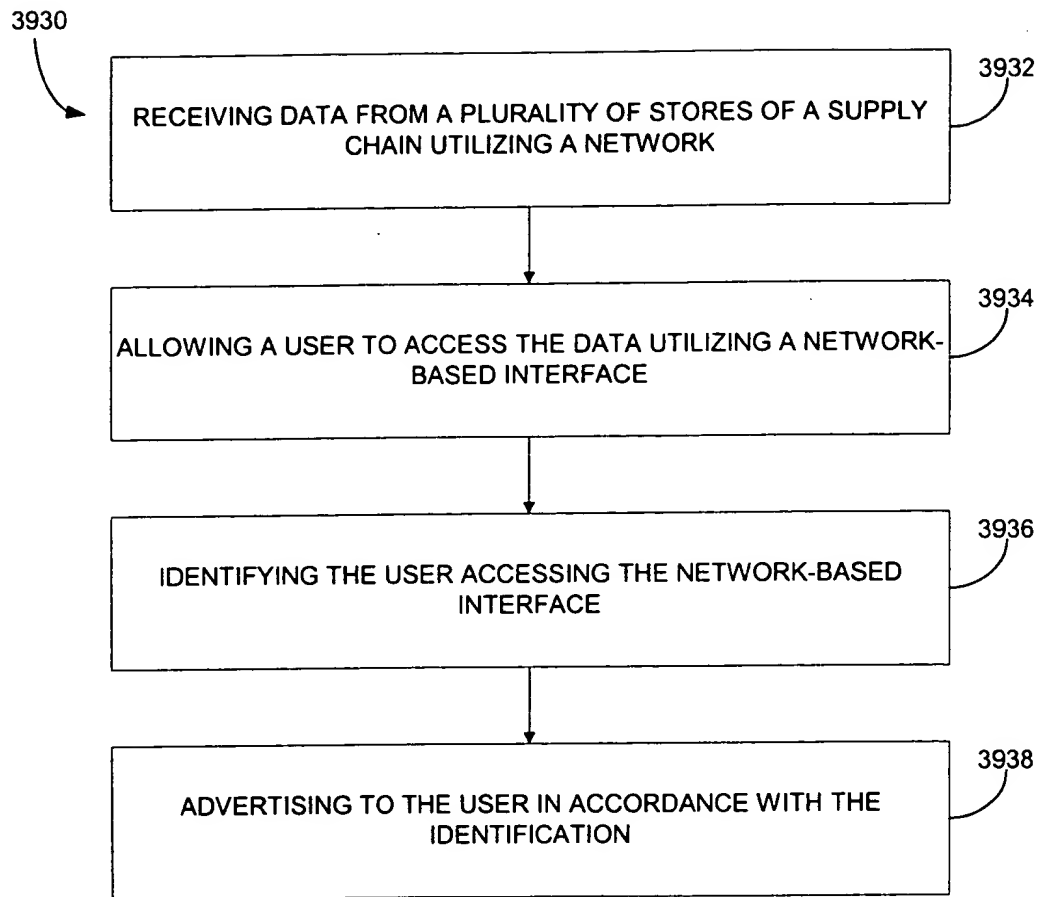 3930
3932
RECEIVING DATA FROM A PLURALITY OF STORES OF A SUPPLY
CHAIN UTILIZING A NETWORK
3934
ALLOWING A USER TO ACCESS THE DATA UTILIZING A NETWORK-
BASED INTERFACE
3936
IDENTIFYING THE USER ACCESSING THE NETWORK-BASED
INTERFACE
3938
ADVERTISING TO THE USER IN ACCORDANCE WITH THE
IDENTIFICATION